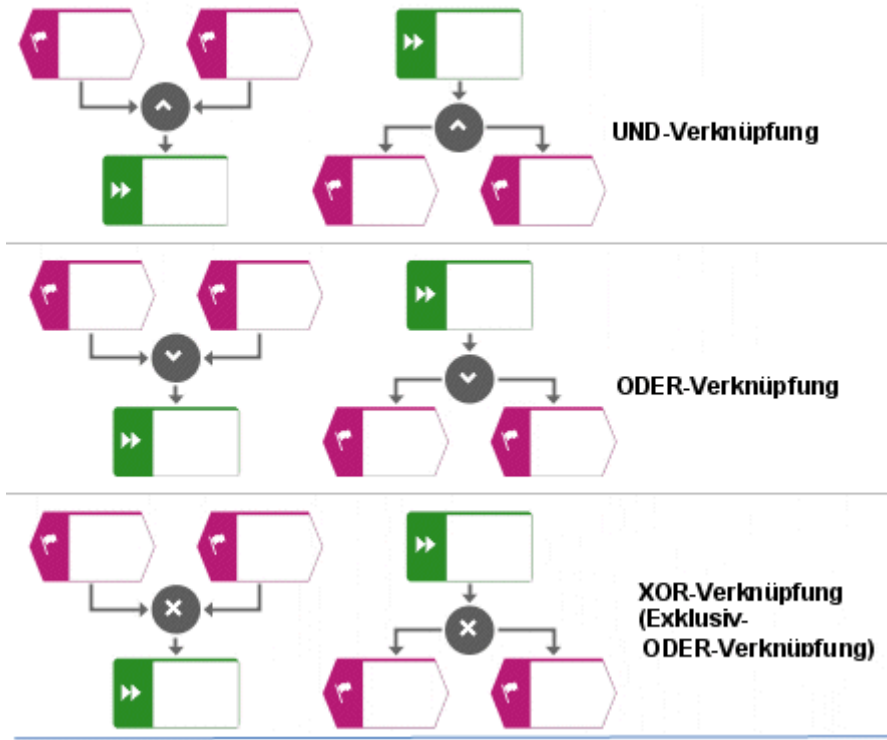 UND-Verknüpfung
ODER-Verknüpfung
XOR-Verknüpfung
(Exklusiv-
ODER-Verknüpfung)